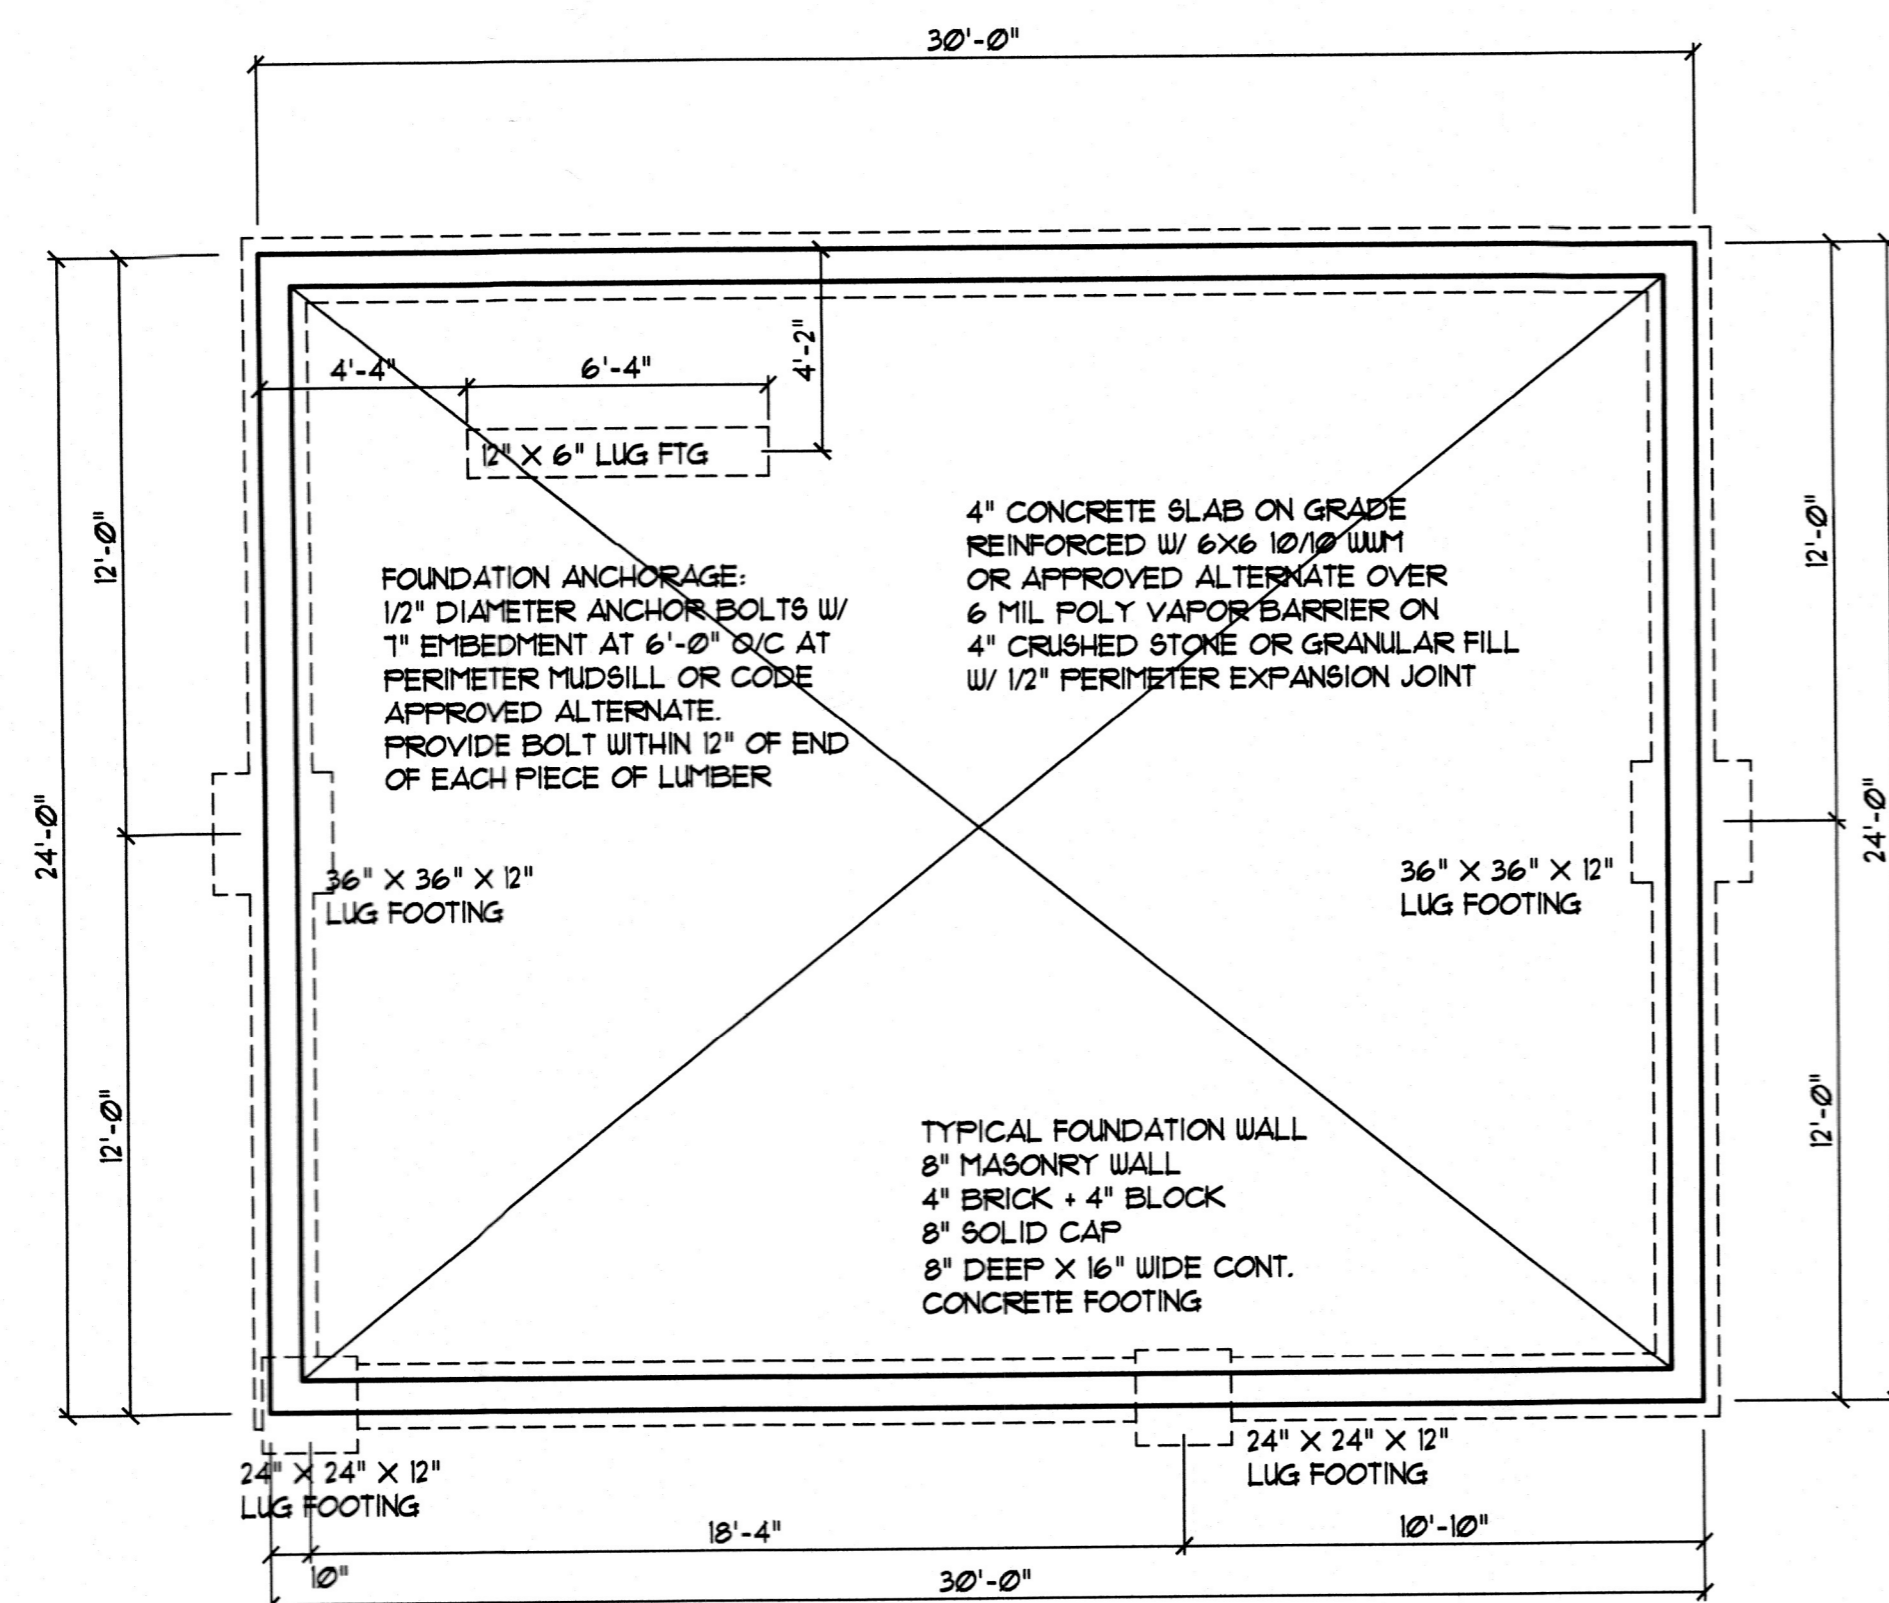 30'-0"
4'-4"
6'-4"
4'-2"
12" X 6" LUG FTG
12'-0"
24'-0"
12'-0"
FOUNDATION ANCHORAGE:
1/2" DIAMETER ANCHOR BOLTS W/
7" EMBEDMENT AT 6'-0" O/C AT
PERIMETER MUDSILL OR CODE
APPROVED ALTERNATE.
PROVIDE BOLT WITHIN 12" OF END
OF EACH PIECE OF LUMBER
4" CONCRETE SLAB ON GRADE
REINFORCED W/ 6X6 10/10 WWM
OR APPROVED ALTERNATE OVER
6 MIL POLY VAPOR BARRIER ON
4" CRUSHED STONE OR GRANULAR FILL
W/ 1/2" PERIMETER EXPANSION JOINT
12'-0"
24'-0"
12'-0"
36" X 36" X 12"
LUG FOOTING
36" X 36" X 12"
LUG FOOTING
TYPICAL FOUNDATION WALL
8" MASONRY WALL
4" BRICK + 4" BLOCK
8" SOLID CAP
8" DEEP X 16" WIDE CONT.
CONCRETE FOOTING
24" X 24" X 12"
LUG FOOTING
24" X 24" X 12"
LUG FOOTING
18'-4"
10'-10"
10"
30'-0"